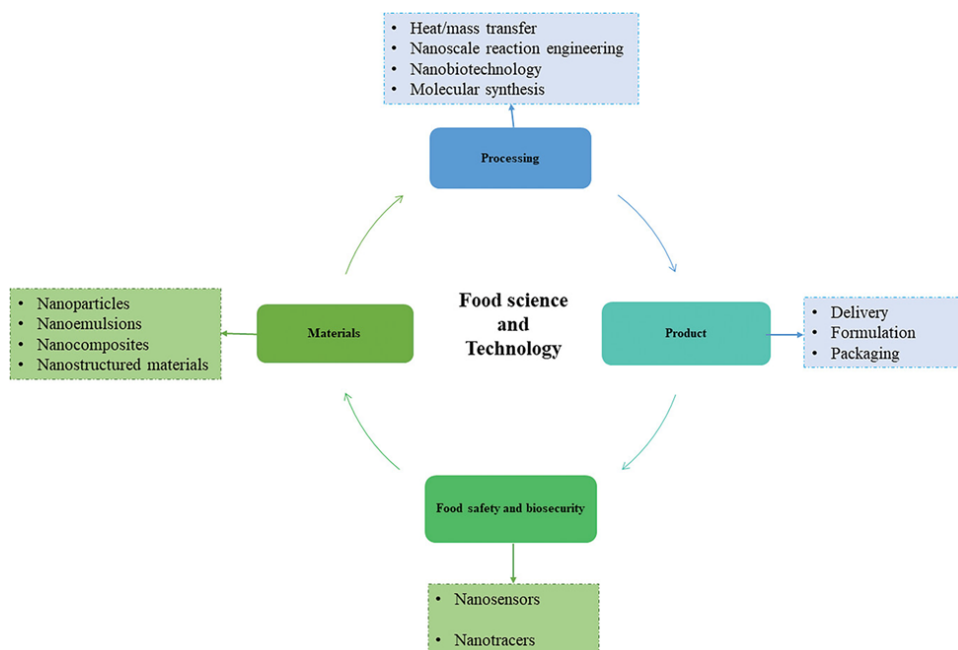 • Heat/mass transfer
• Nanoscale reaction engineering
• Nanobiotechnology
• Molecular synthesis
Processing
• Nanoparticles
• Nanoemulsions
• Nanocomposites
• Nanostructured materials
Materials
Food science
and
Technology
Product
• Delivery
• Formulation
• Packaging
Food safety and biosecurity
• Nanosensors
• Nanotracers